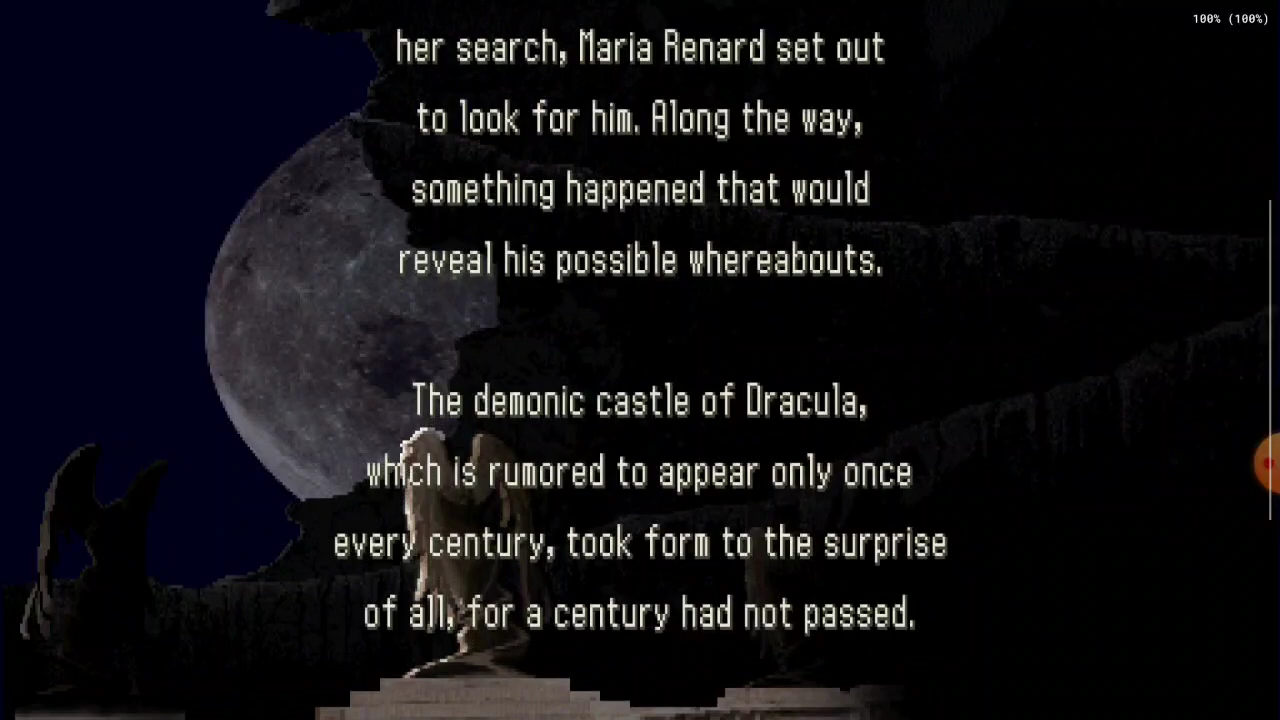 100% (100%)
her search, Maria Renard set out
to look for him. Along the way,
something happened that would
reveal his possible whereabouts.
The demonic castle of Dracula,
which is rumored to appear only once
every century, took form to the surprise
of all, for a century had not passed.